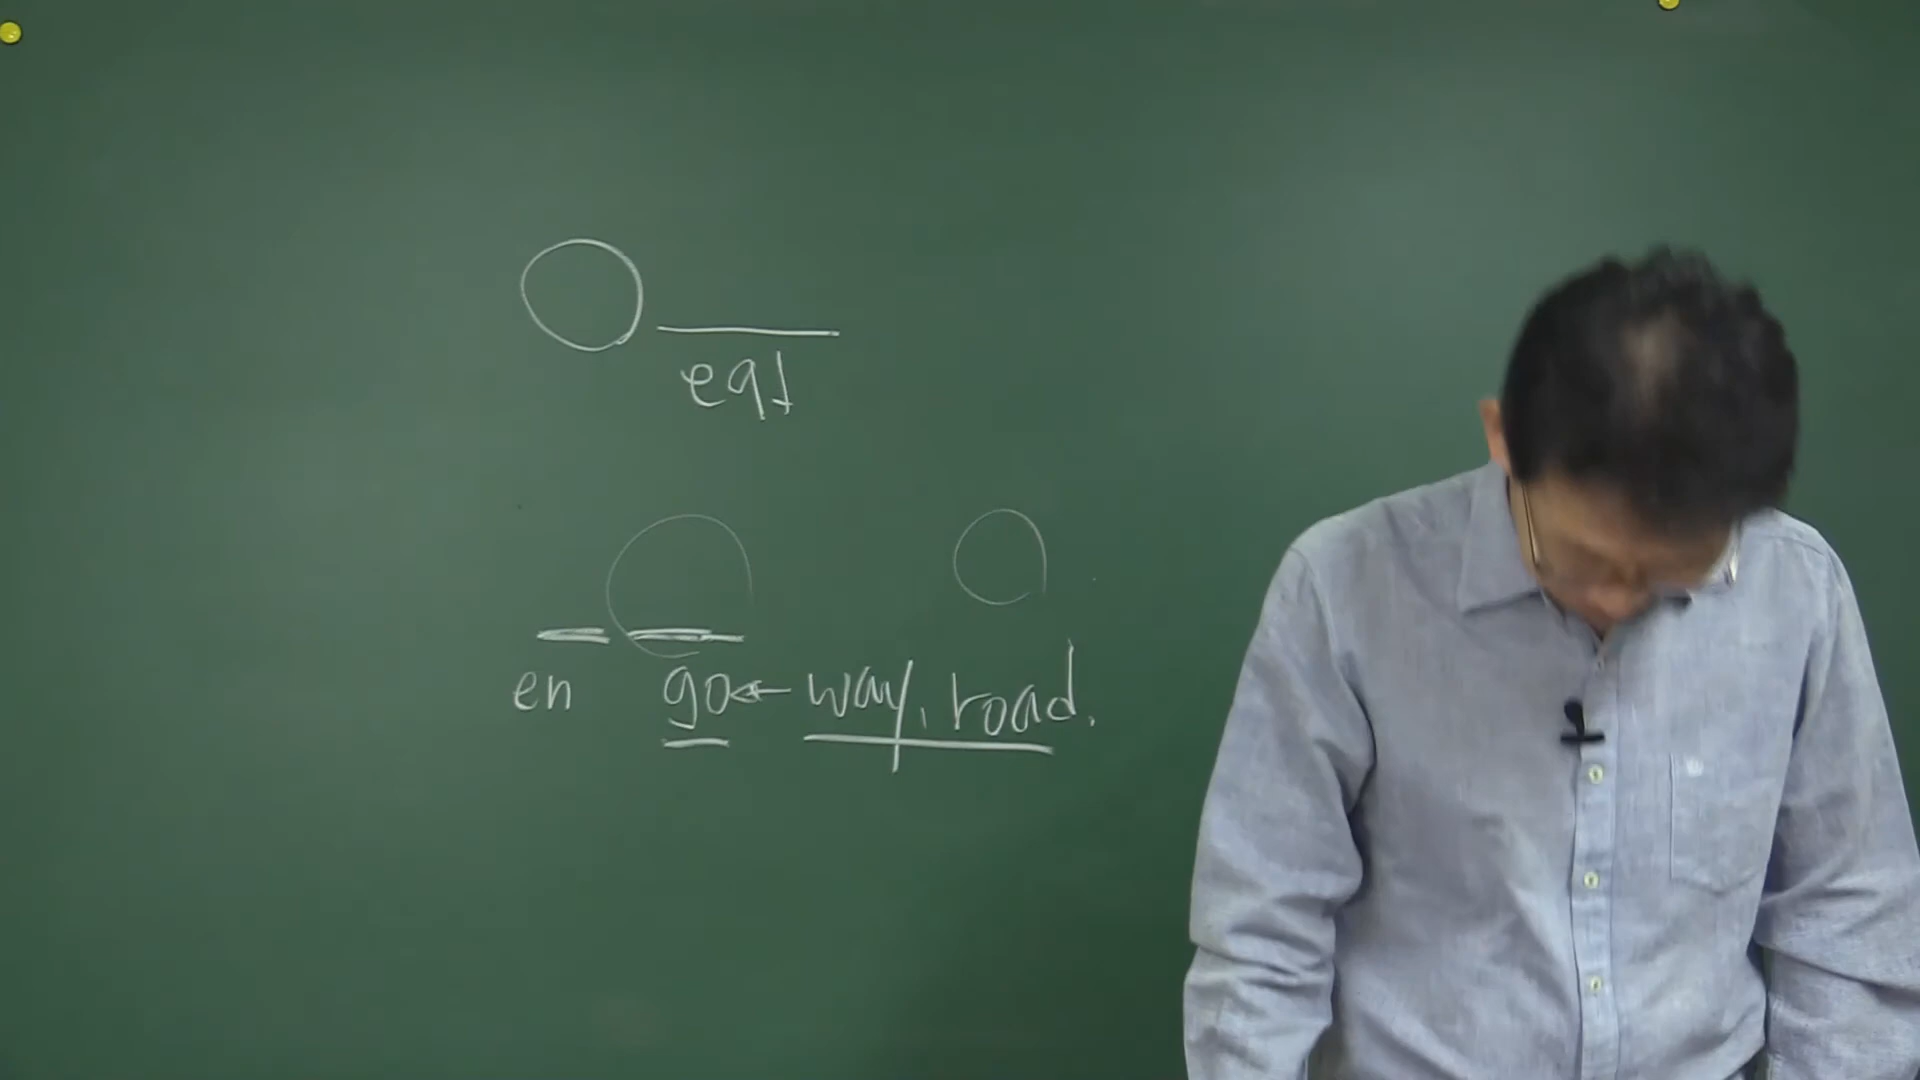 eat
en go ← way, road.